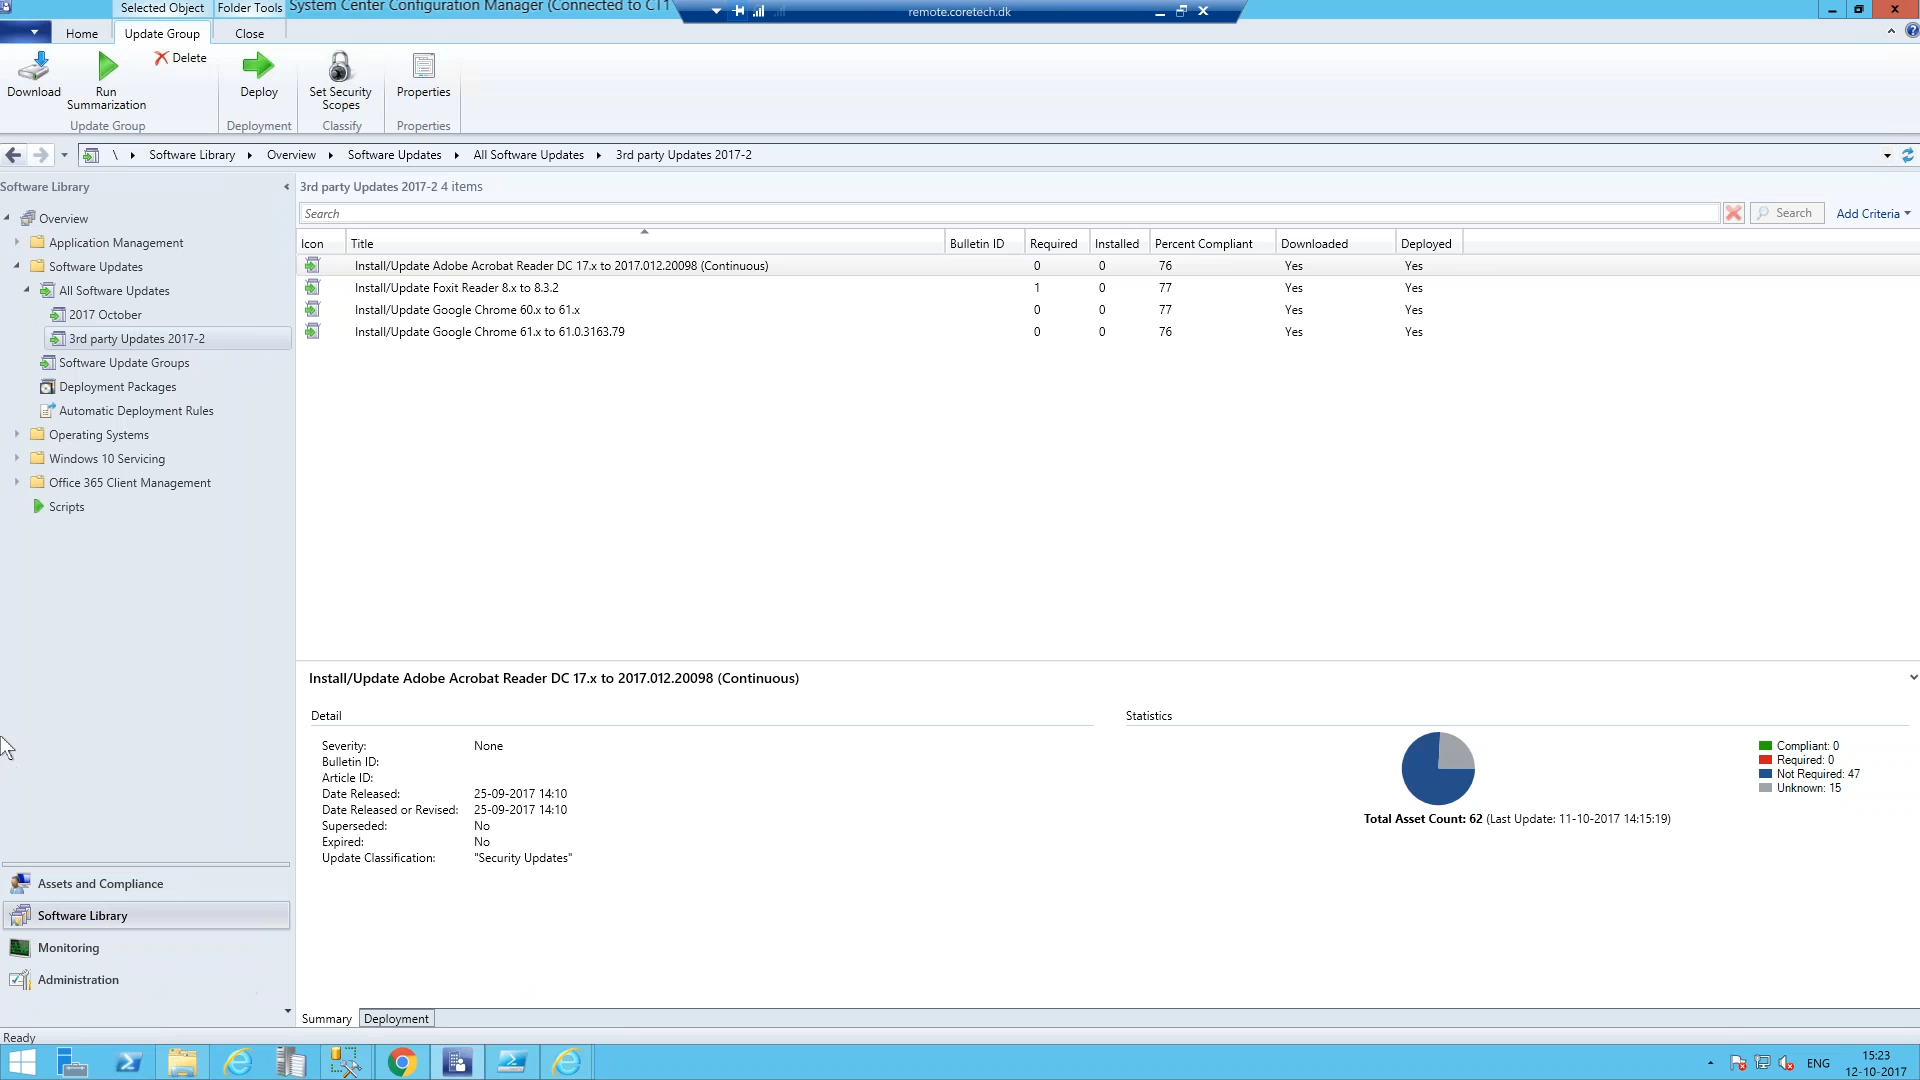 Selected Object
Folder Tools
System Center Configuration Manager (Connected to CT1
remote.coretech.dk
Home
Update Group
Close
Download
Run Summarization
Delete
Deploy
Set Security Scopes
Properties
Update Group
Deployment
Classify
Properties
\ Software Library Overview Software Updates All Software Updates 3rd party Updates 2017-2
Software Library
3rd party Updates 2017-2 4 items
Search
Search
Add Criteria
Overview
Application Management
Software Updates
All Software Updates
2017 October
3rd party Updates 2017-2
Software Update Groups
Deployment Packages
Automatic Deployment Rules
Operating Systems
Windows 10 Servicing
Office 365 Client Management
Scripts
Icon Title Bulletin ID Required Installed Percent Compliant Downloaded Deployed
Install/Update Adobe Acrobat Reader DC 17.x to 2017.012.20098 (Continuous) 0 0 76 Yes Yes
Install/Update Foxit Reader 8.x to 8.3.2 1 0 77 Yes Yes
Install/Update Google Chrome 60.x to 61.x 0 0 77 Yes Yes
Install/Update Google Chrome 61.x to 61.0.3163.79 0 0 76 Yes Yes
Install/Update Adobe Acrobat Reader DC 17.x to 2017.012.20098 (Continuous)
Detail
Severity: None
Bulletin ID:
Article ID:
Date Released: 25-09-2017 14:10
Date Released or Revised: 25-09-2017 14:10
Superseded: No
Expired: No
Update Classification: "Security Updates"
Statistics
Compliant: 0
Required: 0
Not Required: 47
Unknown: 15
Total Asset Count: 62 (Last Update: 11-10-2017 14:15:19)
Assets and Compliance
Software Library
Monitoring
Administration
Summary
Deployment
Ready
ENG
15:23
12-10-2017